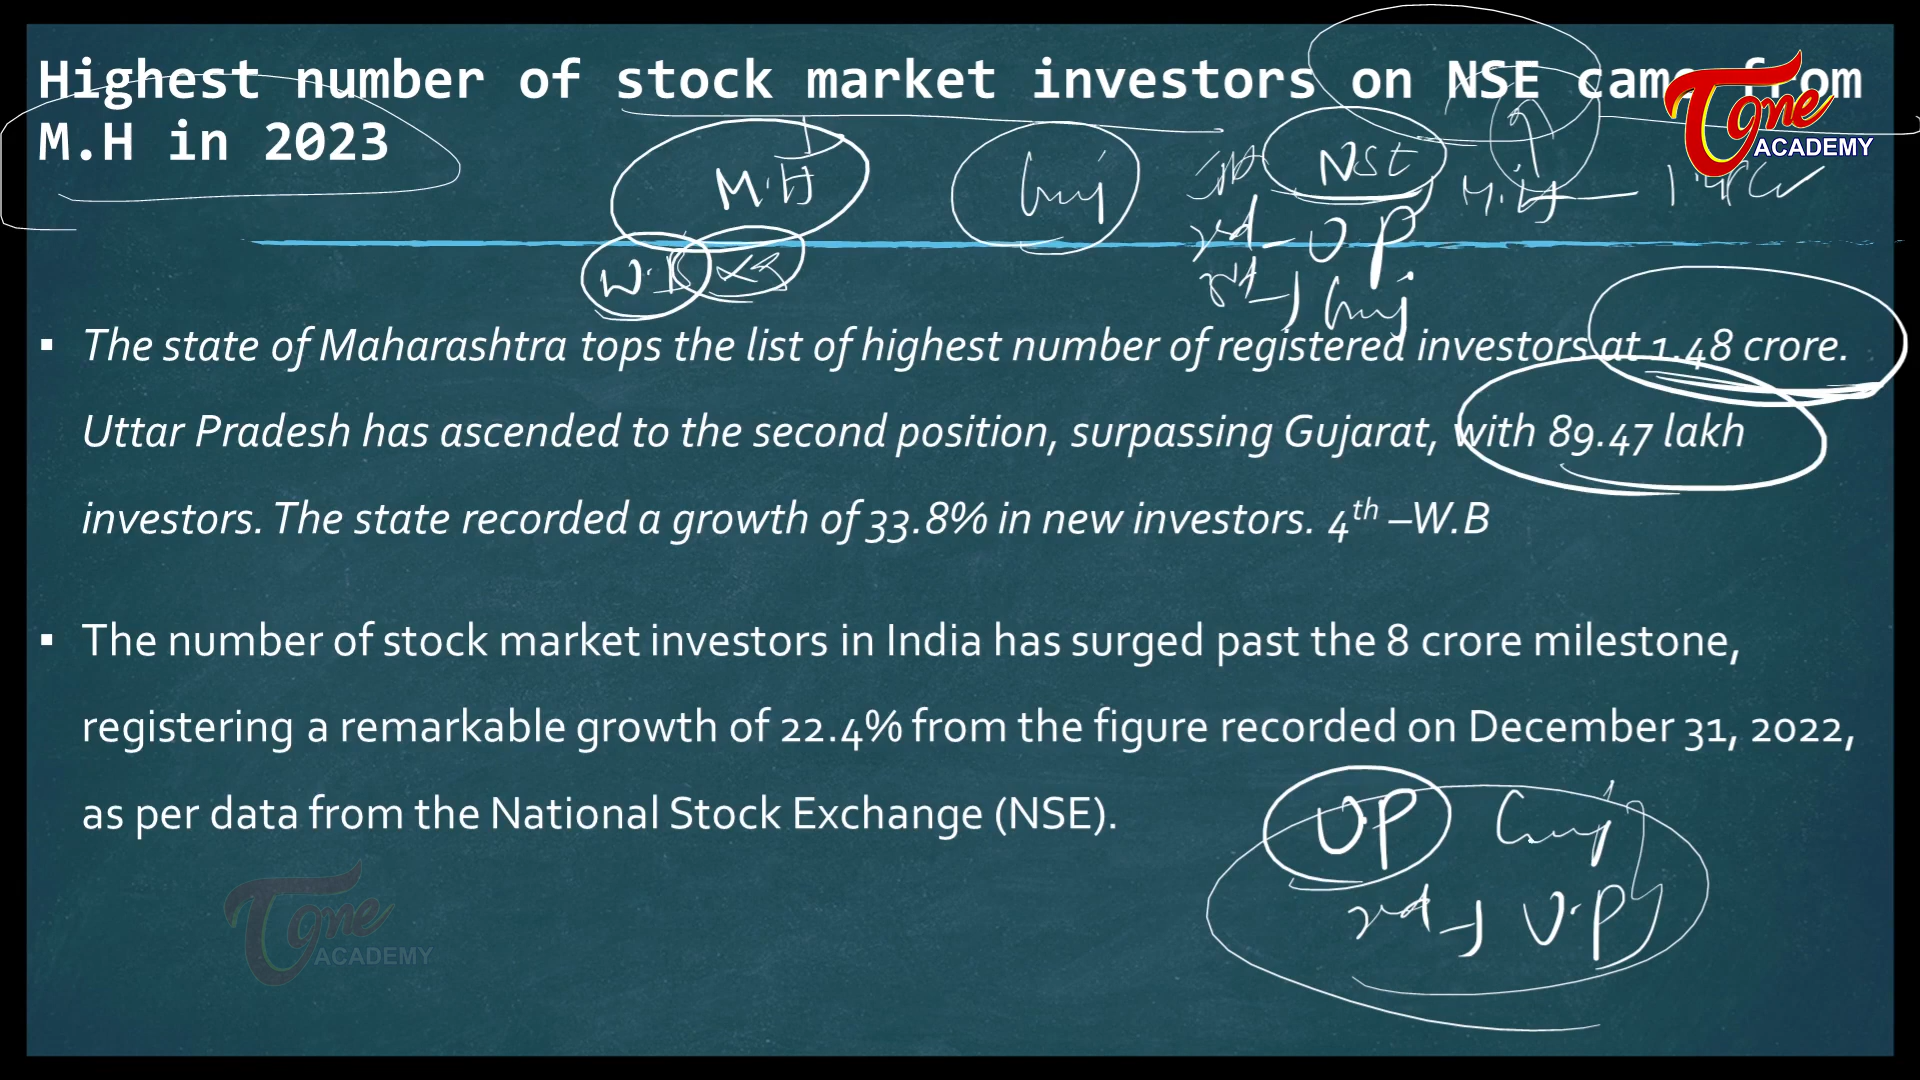 Highest number of stock market investors on NSE came from
M.H in 2023
Tone
ACADEMY
M.H
Guj
NSE
M.H
2nd - U P
W.B
Guj
▪ The state of Maharashtra tops the list of highest number of registered investors at 1.48 crore.
Uttar Pradesh has ascended to the second position, surpassing Gujarat, with 89.47 lakh
investors. The state recorded a growth of 33.8% in new investors. 4th –W.B
▪ The number of stock market investors in India has surged past the 8 crore milestone,
registering a remarkable growth of 22.4% from the figure recorded on December 31, 2022,
as per data from the National Stock Exchange (NSE).
U.P Guj
2nd U.P
Tone
ACADEMY